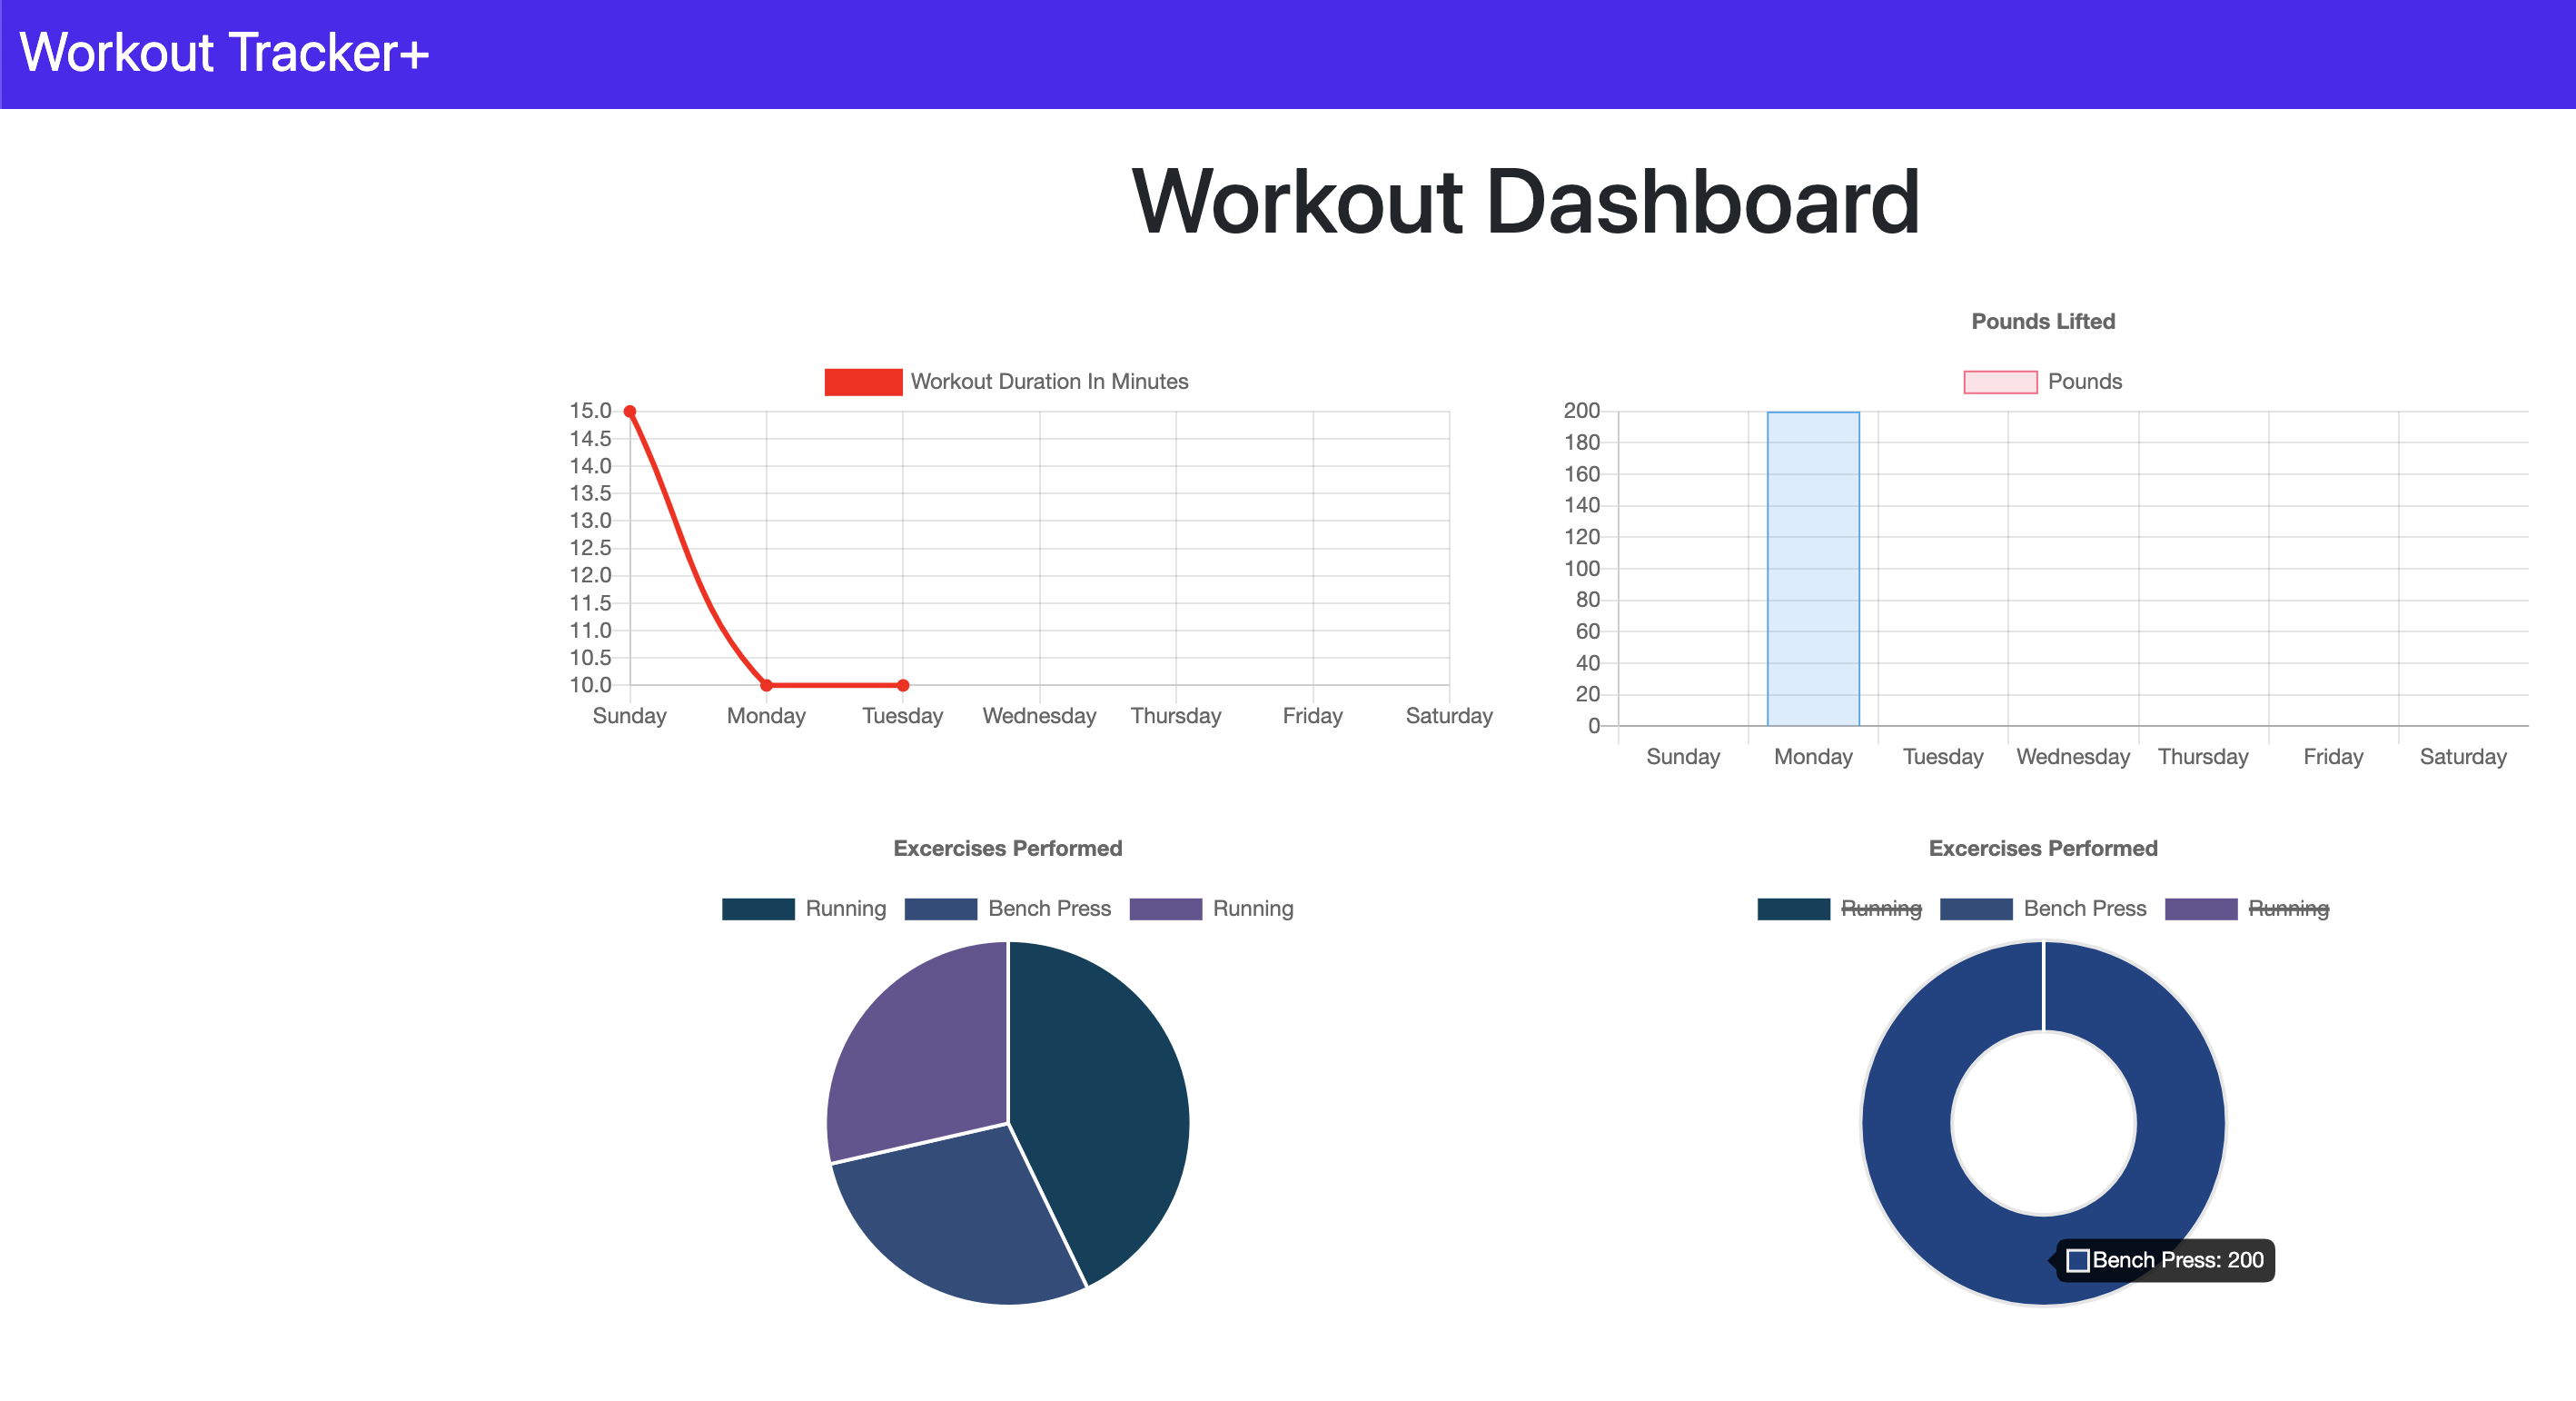 Workout Tracker+
Workout Dashboard
Workout Duration In Minutes
15.0
14.5
14.0
13.5
13.0
12.5
12.0
11.5
11.0
10.5
10.0
Sunday Monday Tuesday Wednesday Thursday Friday Saturday
Pounds Lifted
Pounds
200
180
160
140
120
100
80
60
40
20
0
Sunday Monday Tuesday Wednesday Thursday Friday Saturday
Excercises Performed
Running Bench Press Running
Excercises Performed
Running Bench Press Running
Bench Press: 200